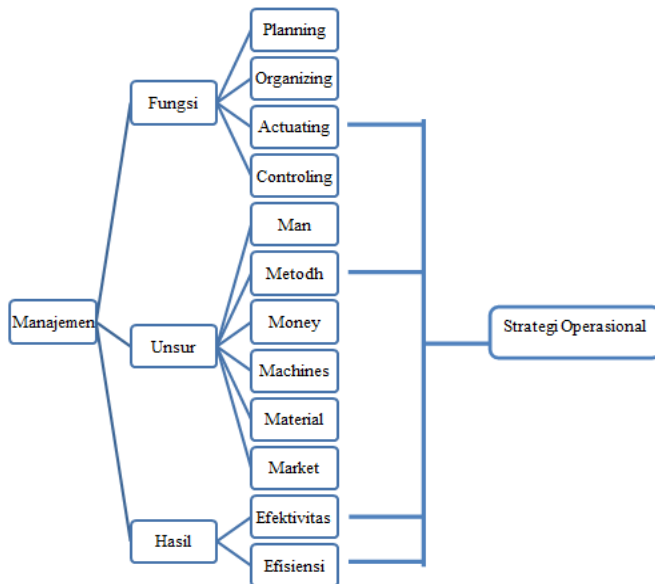 Planning
Organizing
Fungsi
Actuating
Controling
Man
Metodh
Manajemen
Unsur
Money
Machines
Material
Market
Strategi Operasional
Efektivitas
Hasil
Efisiensi